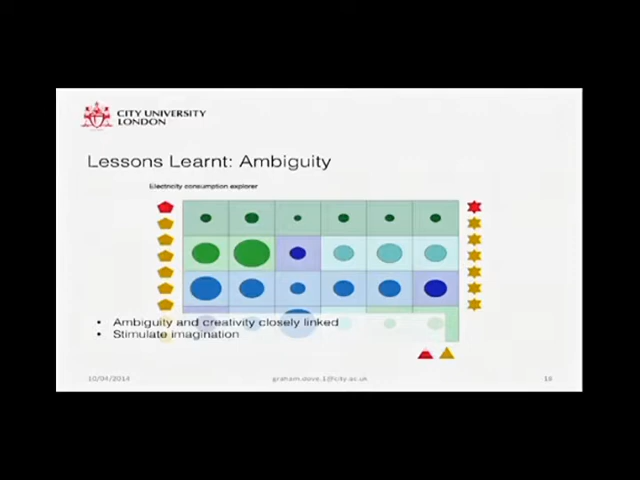 CITY UNIVERSITY
LONDON
Lessons Learnt: Ambiguity
Electricity consumption explorer
• Ambiguity and creativity closely linked
• Stimulate imagination
10/04/2014
graham.dove.1@city.ac.uk
18